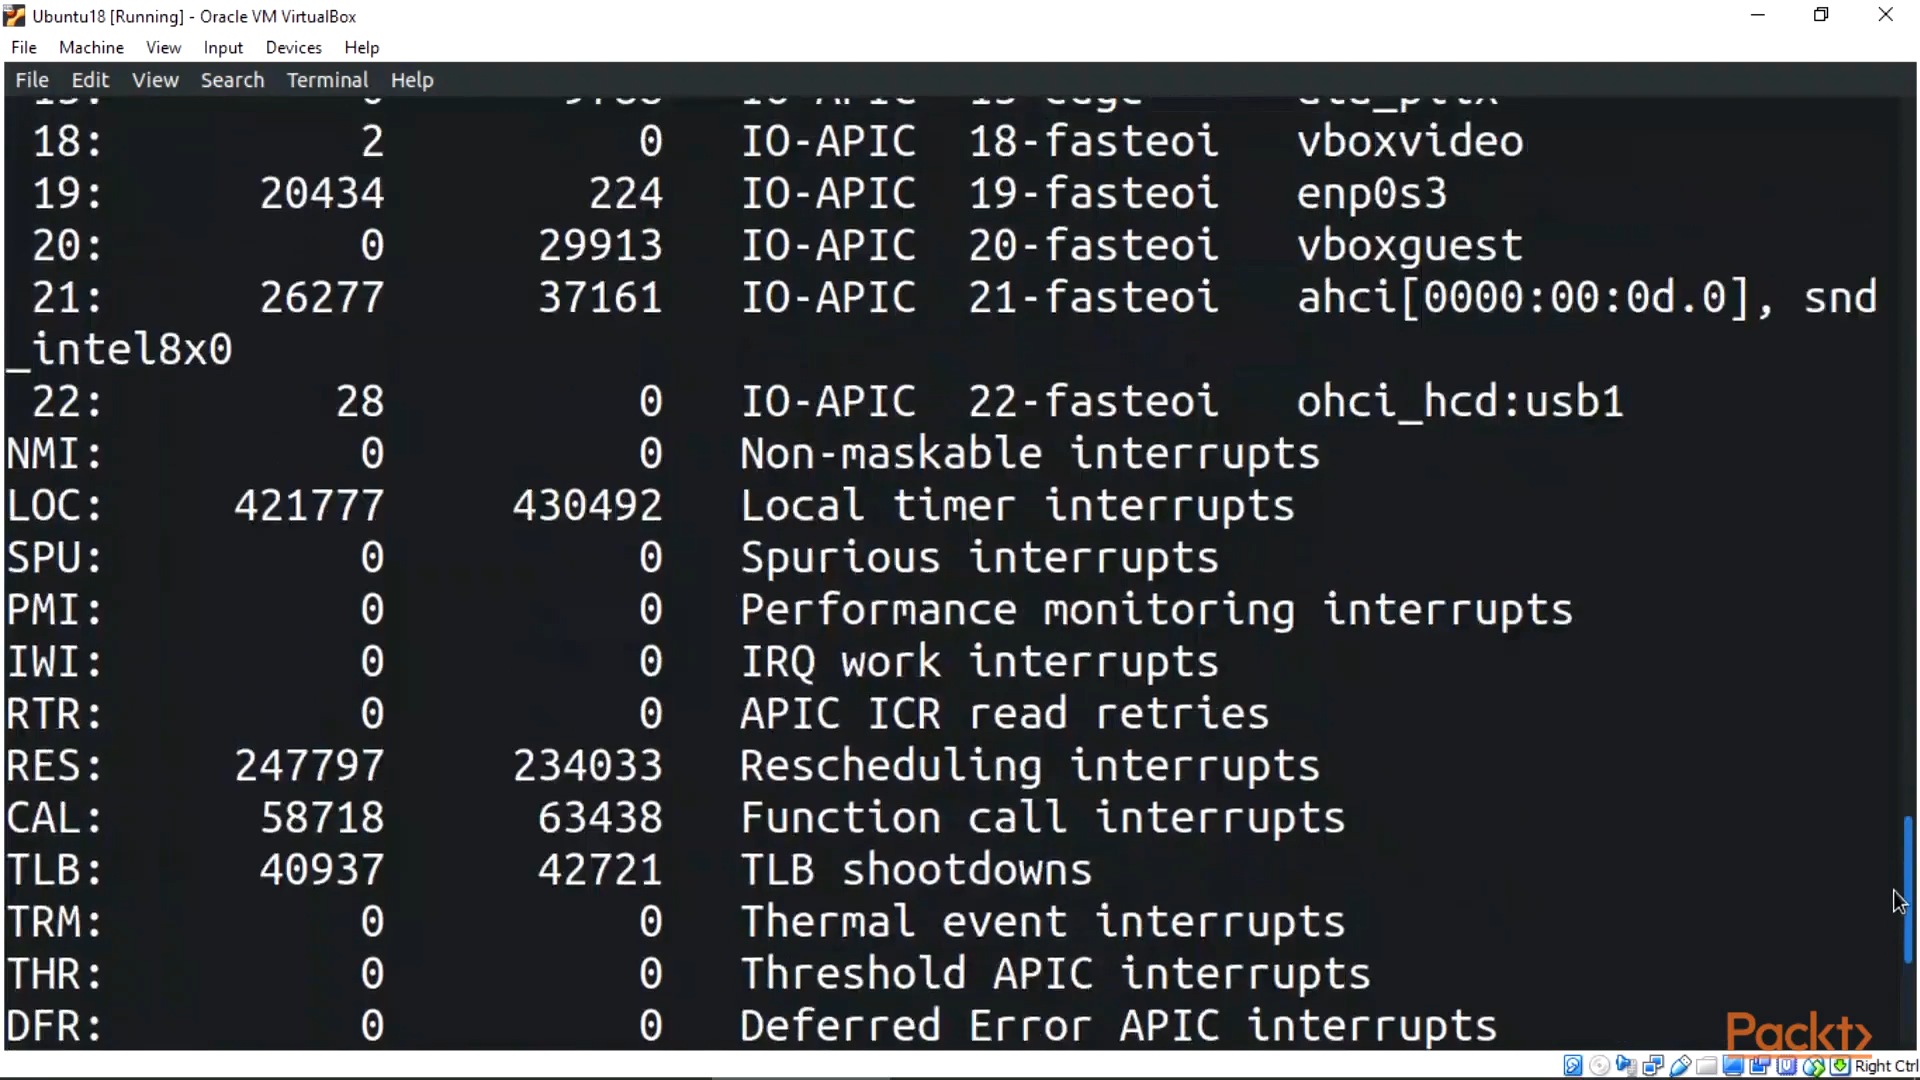 Ubuntu18 [Running] - Oracle VM VirtualBox
File Machine View Input Devices Help
File Edit View Search Terminal Help
18: 2 0 IO-APIC 18-fasteoi vboxvideo
19: 20434 224 IO-APIC 19-fasteoi enp0s3
20: 0 29913 IO-APIC 20-fasteoi vboxguest
21: 26277 37161 IO-APIC 21-fasteoi ahci[0000:00:0d.0], snd
_intel8x0
22: 28 0 IO-APIC 22-fasteoi ohci_hcd:usb1
NMI: 0 0 Non-maskable interrupts
LOC: 421777 430492 Local timer interrupts
SPU: 0 0 Spurious interrupts
PMI: 0 0 Performance monitoring interrupts
IWI: 0 0 IRQ work interrupts
RTR: 0 0 APIC ICR read retries
RES: 247797 234033 Rescheduling interrupts
CAL: 58718 63438 Function call interrupts
TLB: 40937 42721 TLB shootdowns
TRM: 0 0 Thermal event interrupts
THR: 0 0 Threshold APIC interrupts
DFR: 0 0 Deferred Error APIC interrupts
Packt>
Right Ctrl